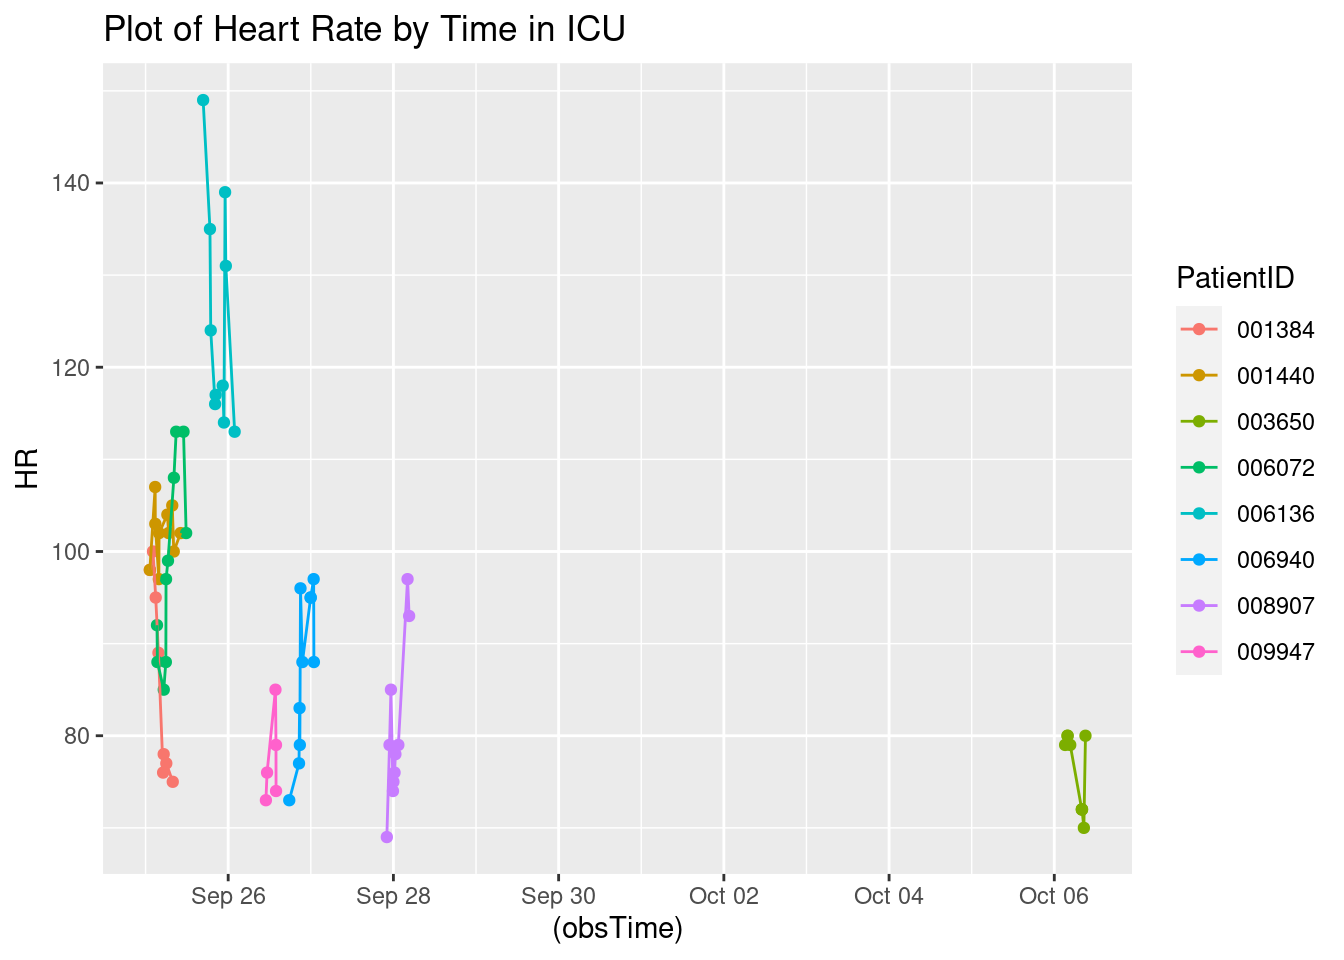 Plot of Heart Rate by Time in ICU
HR
140
120
100
80
Sep 26 Sep 28 Sep 30 Oct 02 Oct 04 Oct 06
(obsTime)
PatientID
001384
001440
003650
006072
006136
006940
008907
009947